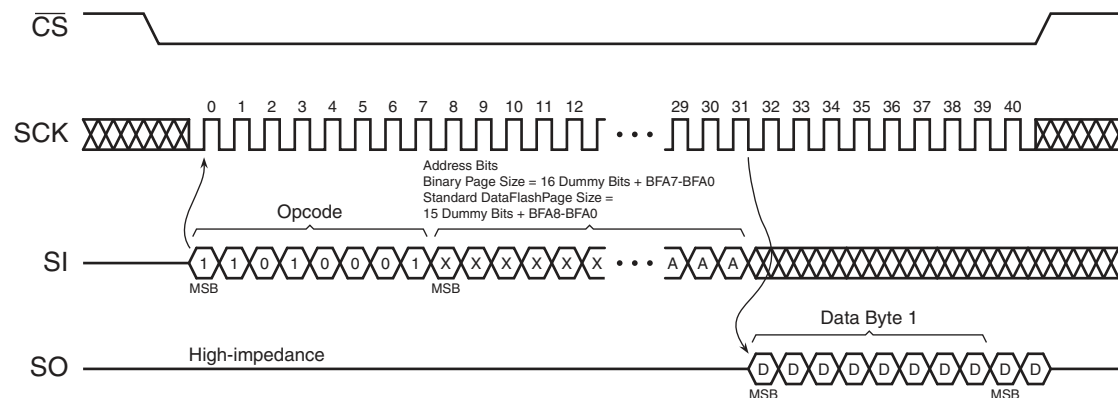 CS
SCK
0 1 2 3 4 5 6 7 8 9 10 11 12 29 30 31 32 33 34 35 36 37 38 39 40
Address Bits
Binary Page Size = 16 Dummy Bits + BFA7-BFA0
Standard DataFlashPage Size =
15 Dummy Bits + BFA8-BFA0
Opcode
SI
1 1 0 1 0 0 0 1 X X X X X X A A A
MSB MSB
Data Byte 1
High-impedance
SO
D D D D D D D D D D
MSB MSB